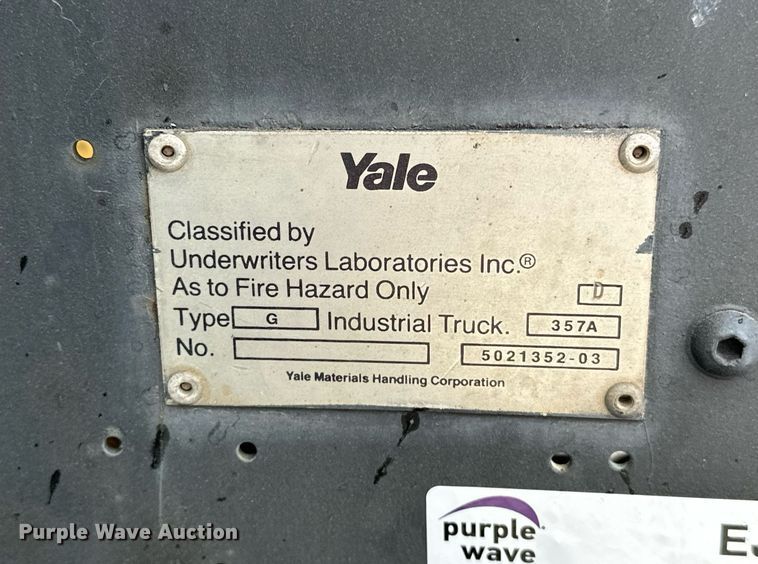 Yale
Classified by
Underwriters Laboratories Inc.®
As to Fire Hazard Only D
Type G Industrial Truck. 357A
No. 5021352-03
Yale Materials Handling Corporation
purple
wave
EJ
Purple Wave Auction